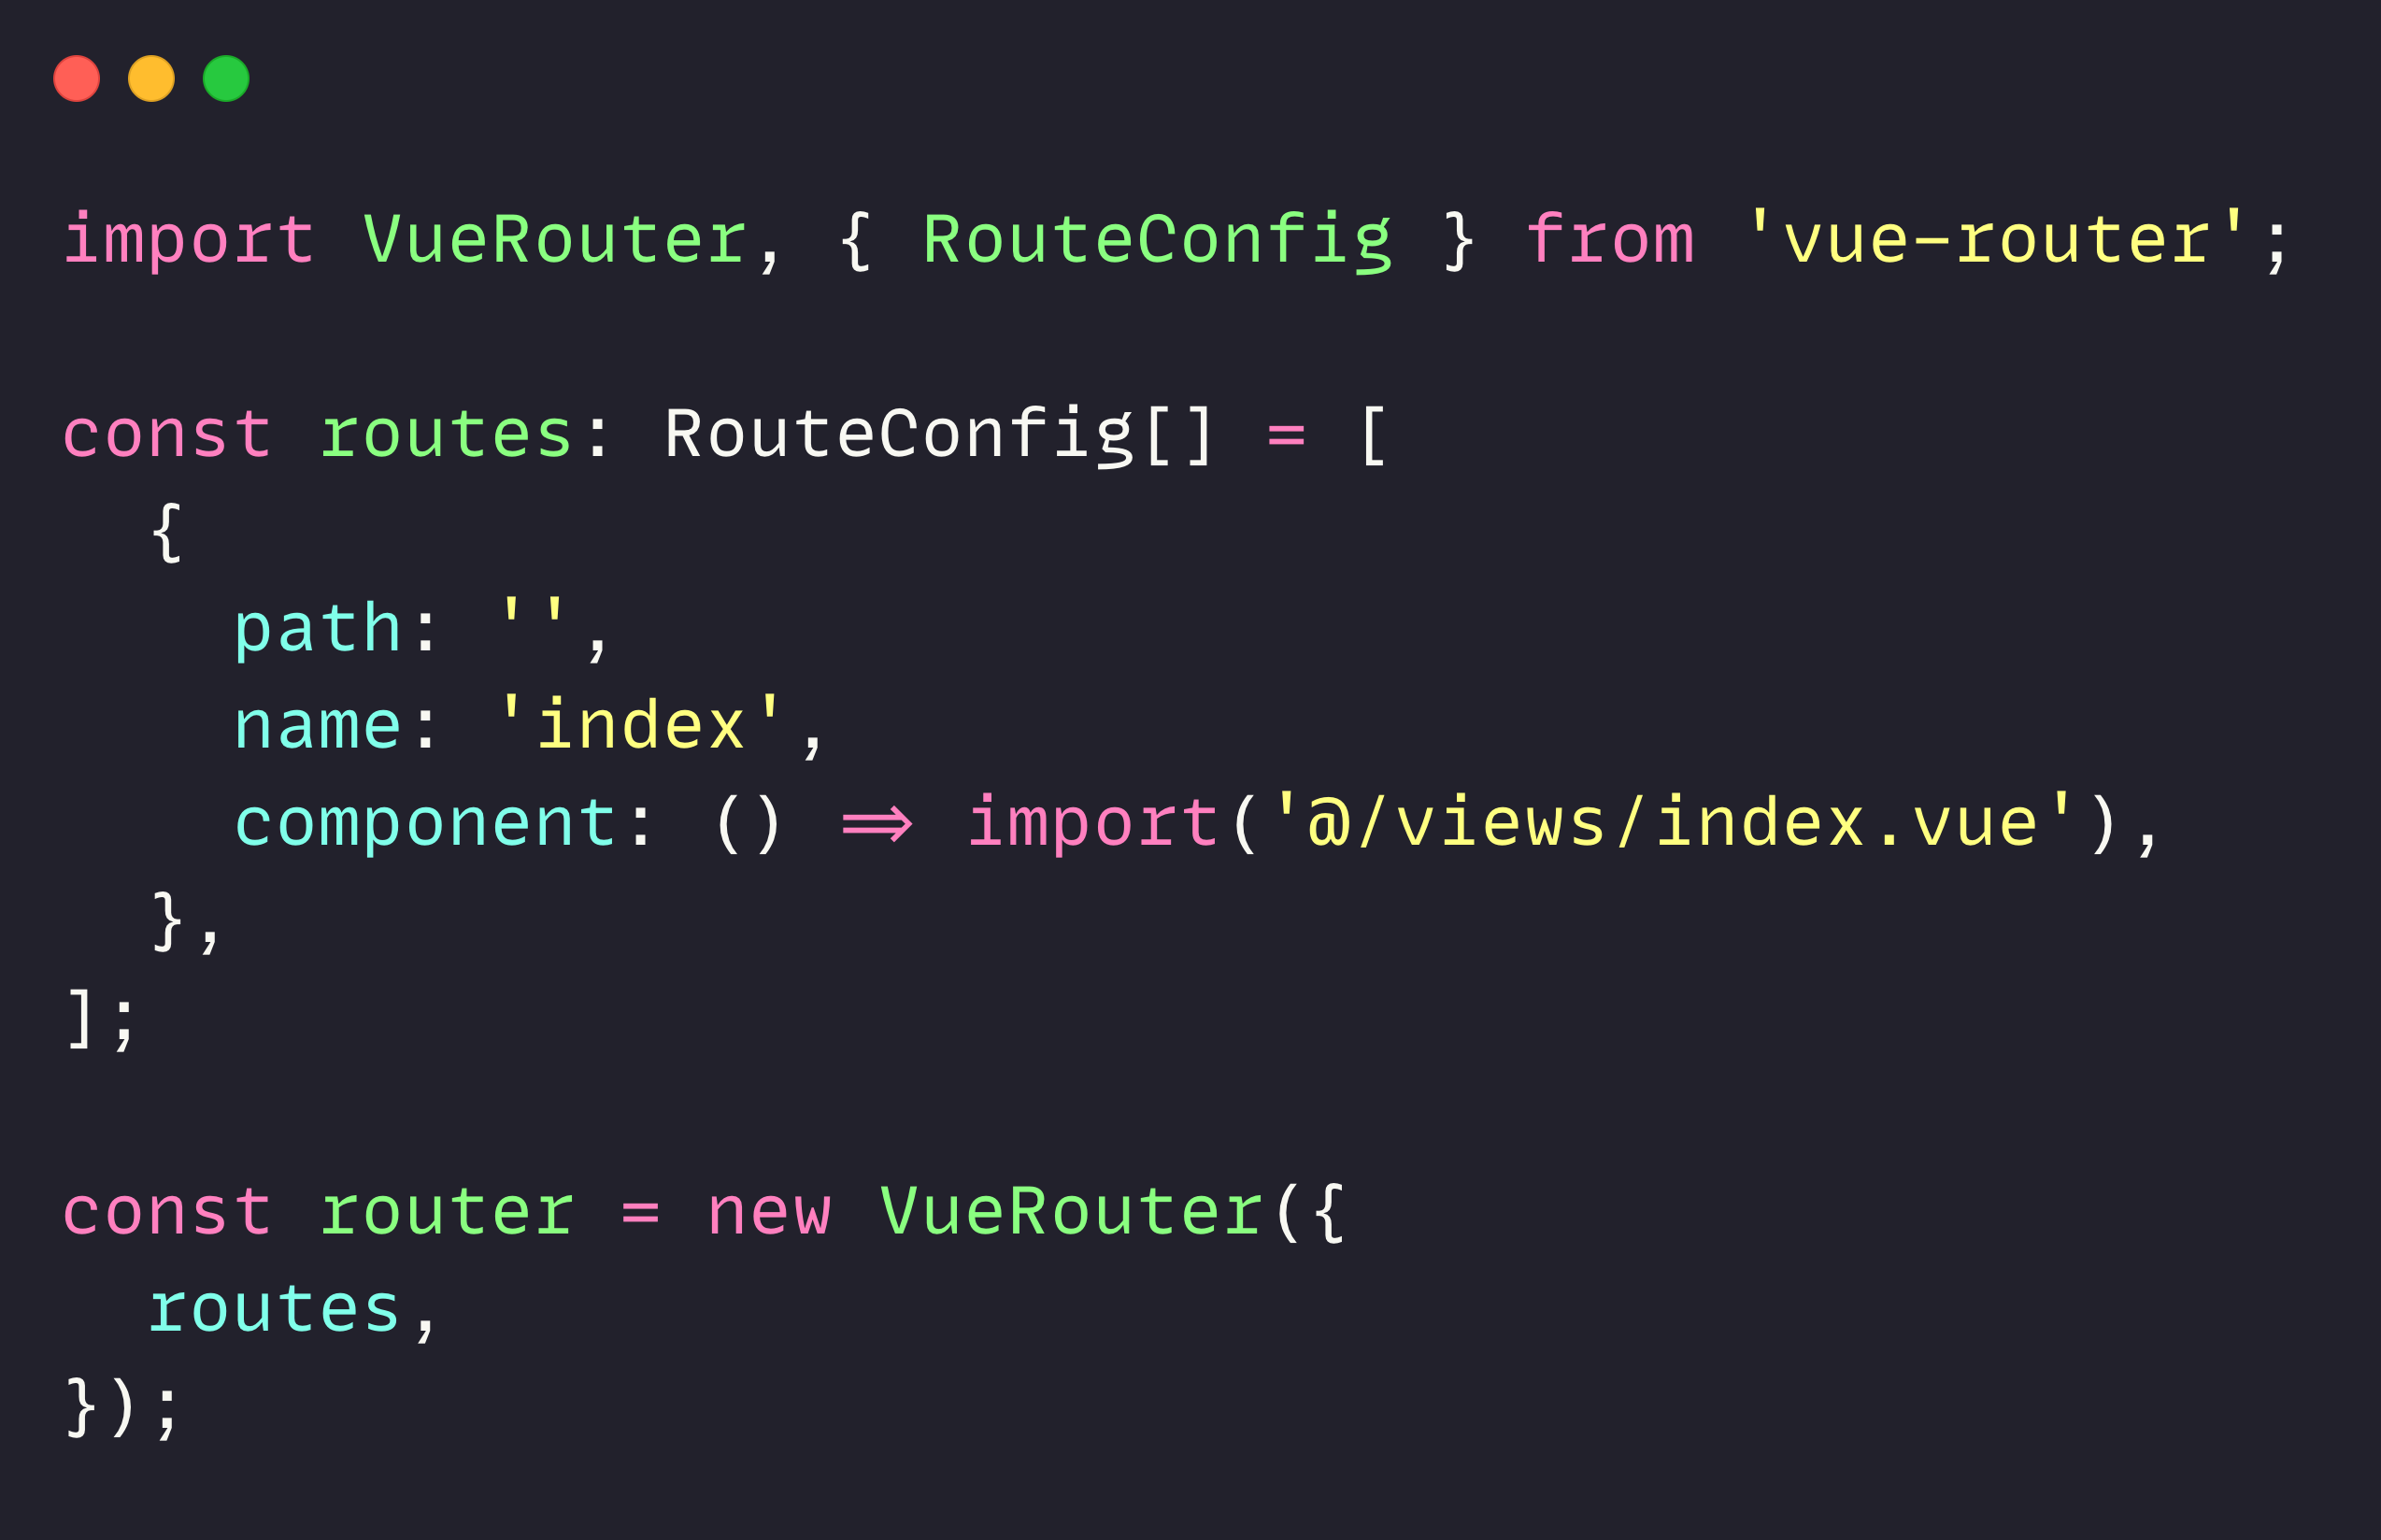 import VueRouter, { RouteConfig } from 'vue-router';
const routes: RouteConfig[] = [
  {
    path: '',
    name: 'index',
    component: () => import('@/views/index.vue'),
  },
];
const router = new VueRouter({
  routes,
});